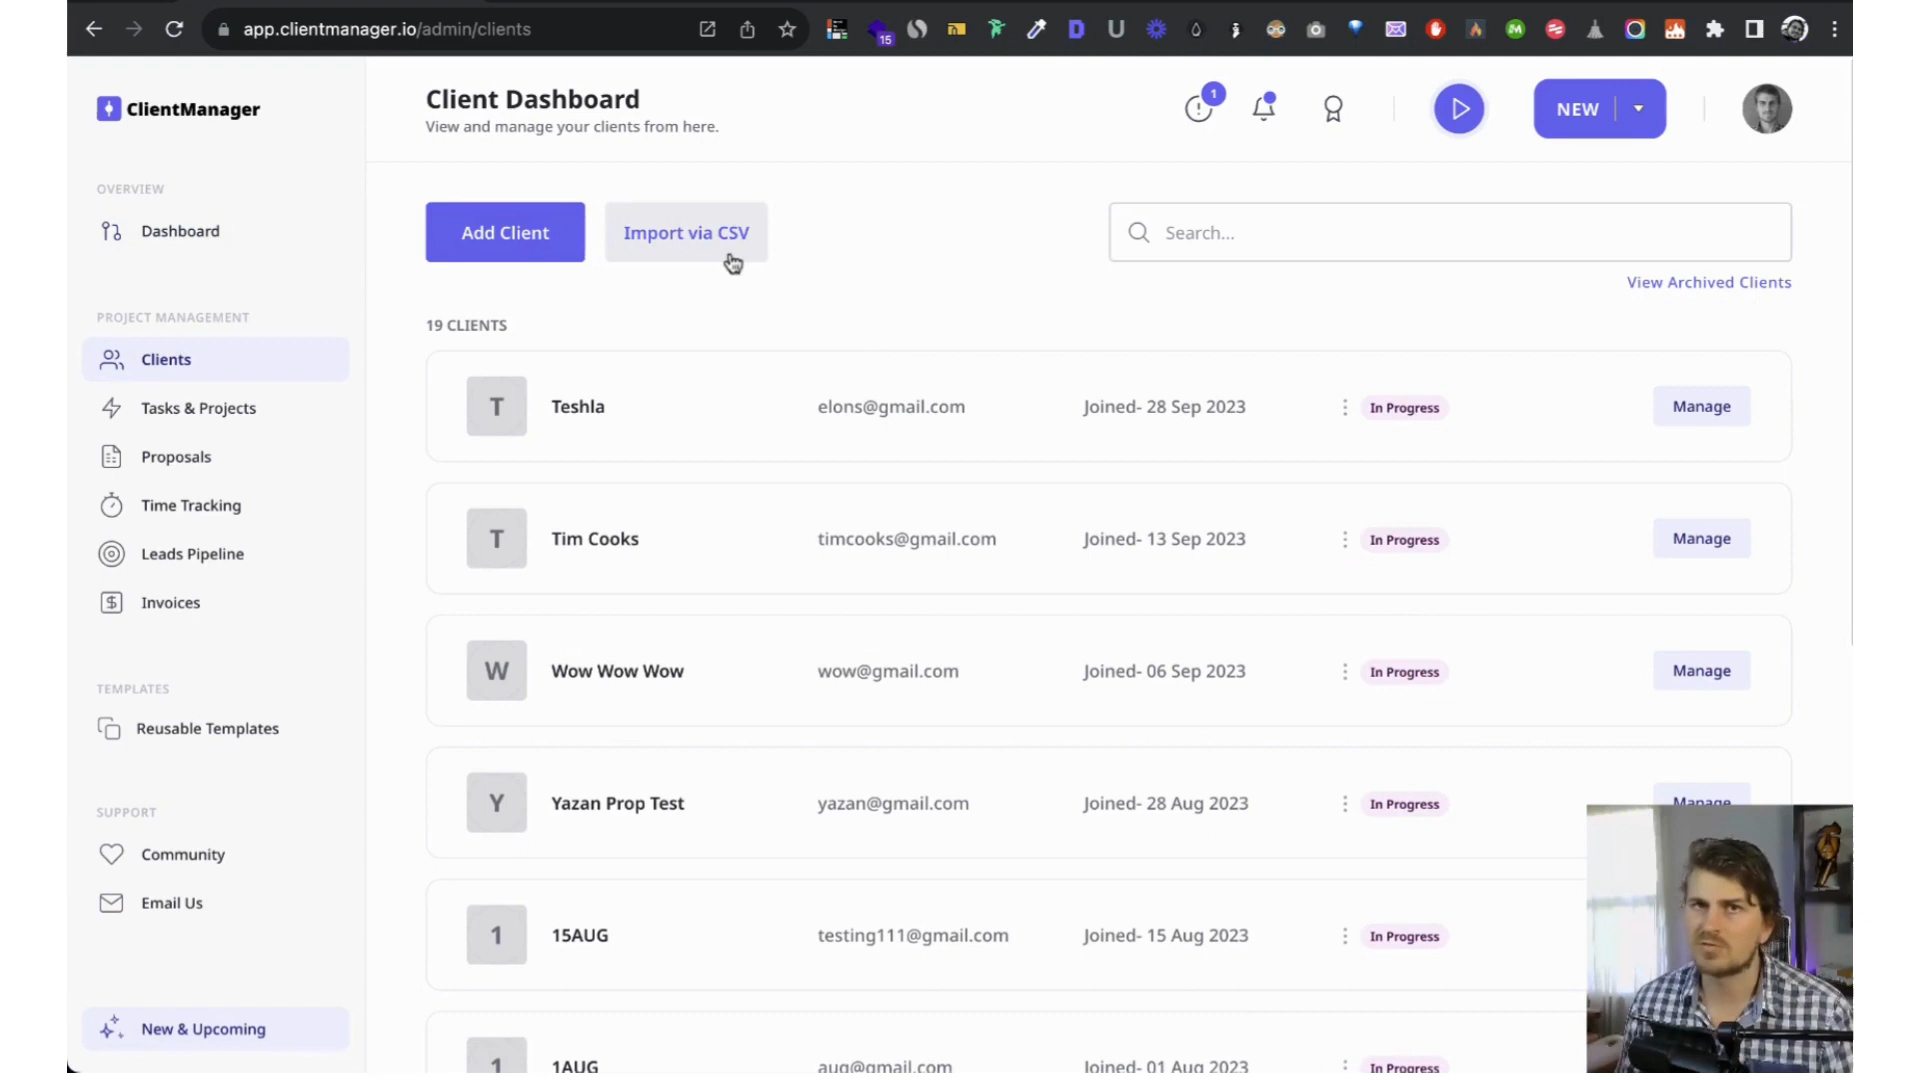 app.clientmanager.io/admin/clients
15
ClientManager
Client Dashboard
View and manage your clients from here.
1
NEW
OVERVIEW
Dashboard
PROJECT MANAGEMENT
Clients
Tasks & Projects
Proposals
Time Tracking
Leads Pipeline
Invoices
TEMPLATES
Reusable Templates
SUPPORT
Community
Email Us
New & Upcoming
Add Client
Import via CSV
Search...
View Archived Clients
19 CLIENTS
T Teshla elons@gmail.com Joined- 28 Sep 2023 In Progress Manage
T Tim Cooks timcooks@gmail.com Joined- 13 Sep 2023 In Progress Manage
W Wow Wow Wow wow@gmail.com Joined- 06 Sep 2023 In Progress Manage
Y Yazan Prop Test yazan@gmail.com Joined- 28 Aug 2023 In Progress Manage
1 15AUG testing111@gmail.com Joined- 15 Aug 2023 In Progress
1 1AUG aug@gmail.com Joined- 01 Aug 2023 In Progress